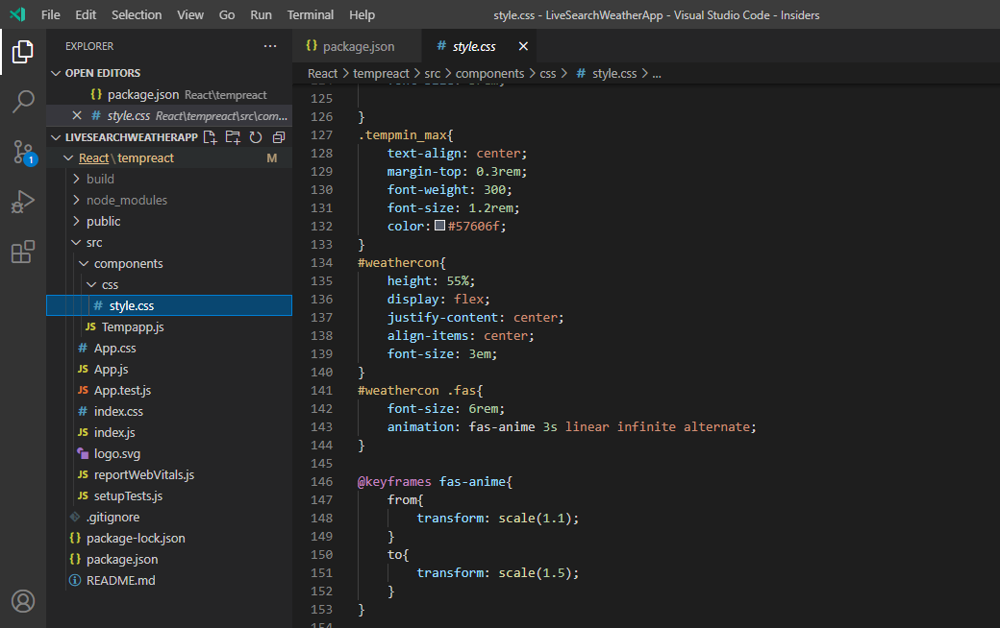 File Edit Selection View Go Run Terminal Help style.css - LiveSearchWeatherApp - Visual Studio Code - Insiders
EXPLORER ...
OPEN EDITORS
{} package.json React\tempreact
× # style.css React\tempreact\src\com...
LIVESEARCHWEATHERAPP
React \ tempreact M
build
node_modules
public
src
components
css
# style.css
JS Tempapp.js
# App.css
JS App.js
JS App.test.js
# index.css
JS index.js
logo.svg
JS reportWebVitals.js
JS setupTests.js
.gitignore
{} package-lock.json
{} package.json
README.md
1
{} package.json # style.css ×
React > tempreact > src > components > css > # style.css > ...
125
126 }
127 .tempmin_max{
128 text-align: center;
129 margin-top: 0.3rem;
130 font-weight: 300;
131 font-size: 1.2rem;
132 color: #57606f;
133 }
134 #weathercon{
135 height: 55%;
136 display: flex;
137 justify-content: center;
138 align-items: center;
139 font-size: 3em;
140 }
141 #weathercon .fas{
142 font-size: 6rem;
143 animation: fas-anime 3s linear infinite alternate;
144 }
145
146 @keyframes fas-anime{
147 from{
148 transform: scale(1.1);
149 }
150 to{
151 transform: scale(1.5);
152 }
153 }